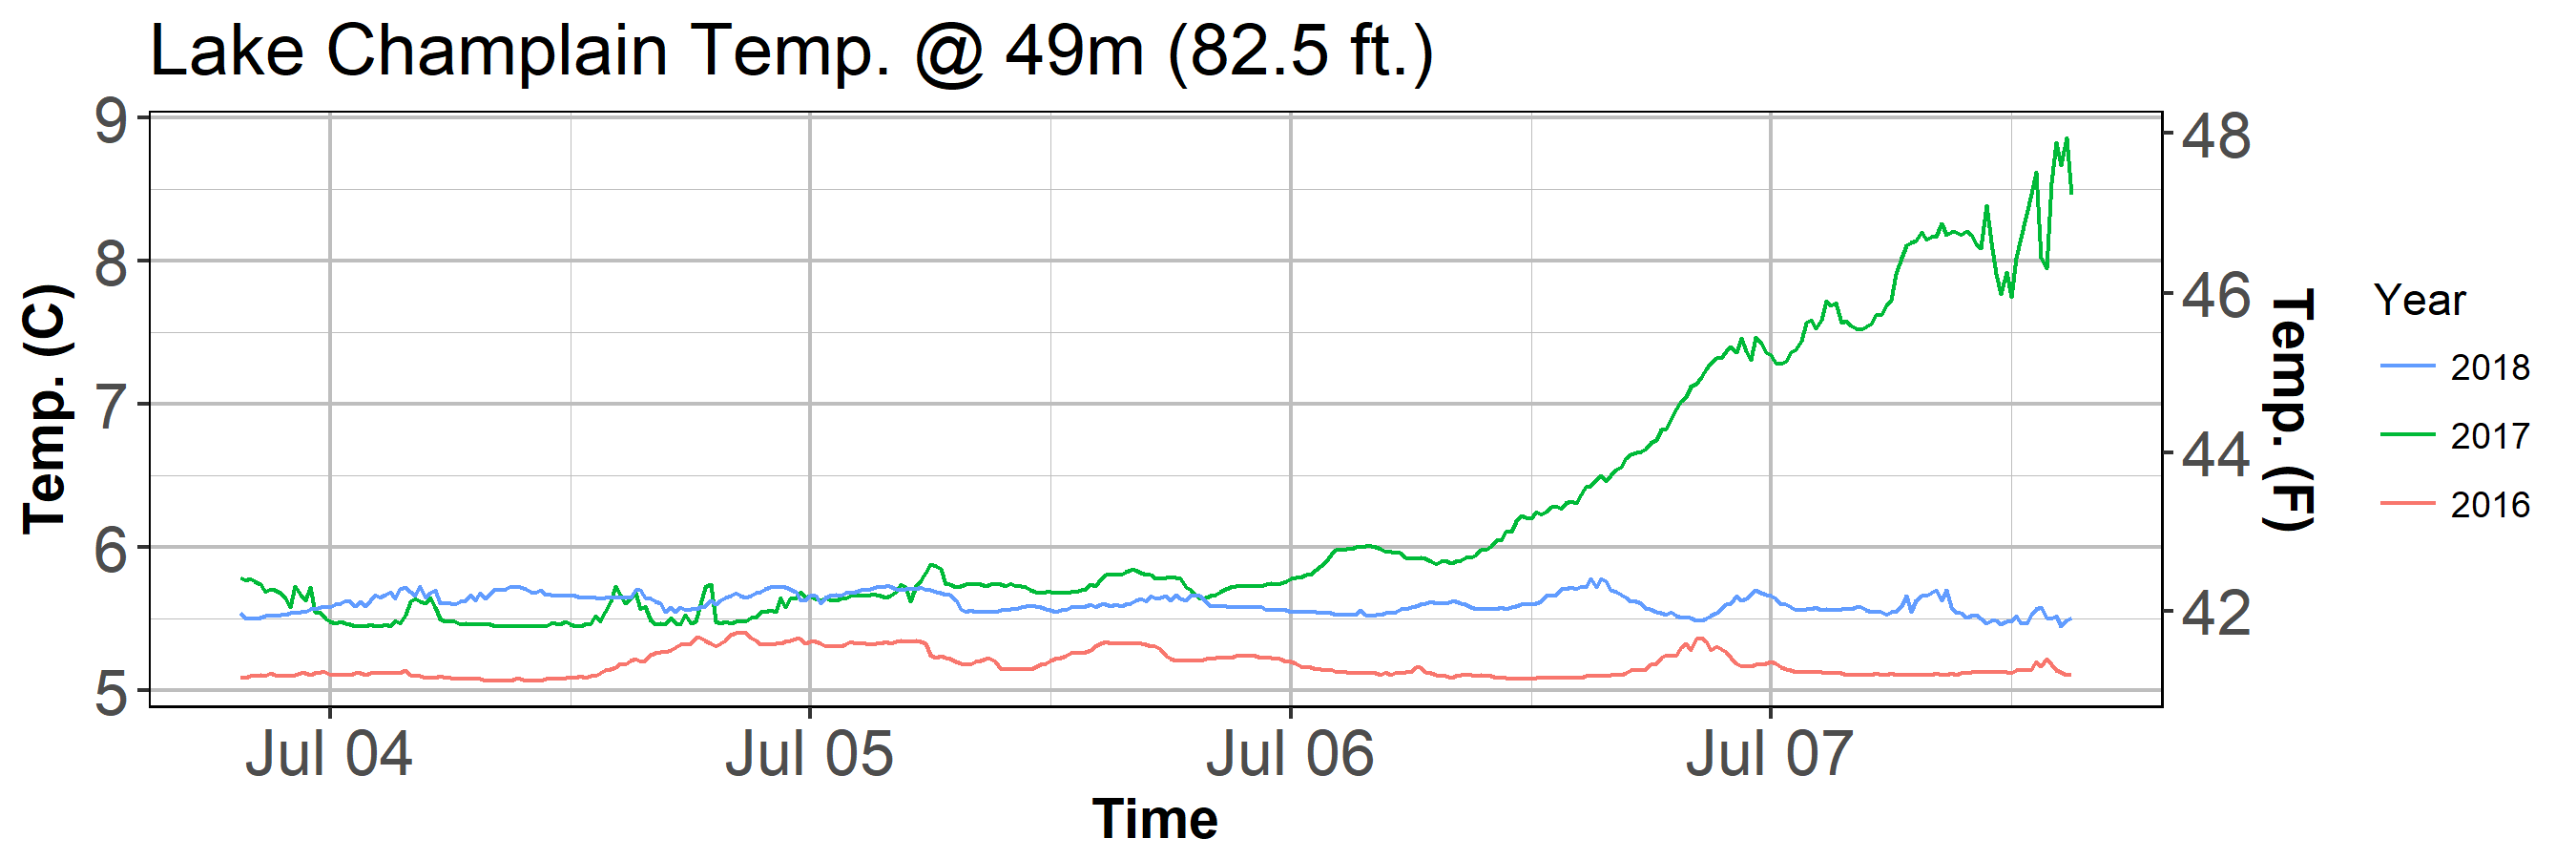 Lake Champlain Temp. @ 49m (82.5 ft.)
9
8
7
6
5
Temp. (C)
48
46
44
42
Temp. (F)
Jul 04
Jul 05
Jul 06
Jul 07
Time
Year
2018
2017
2016